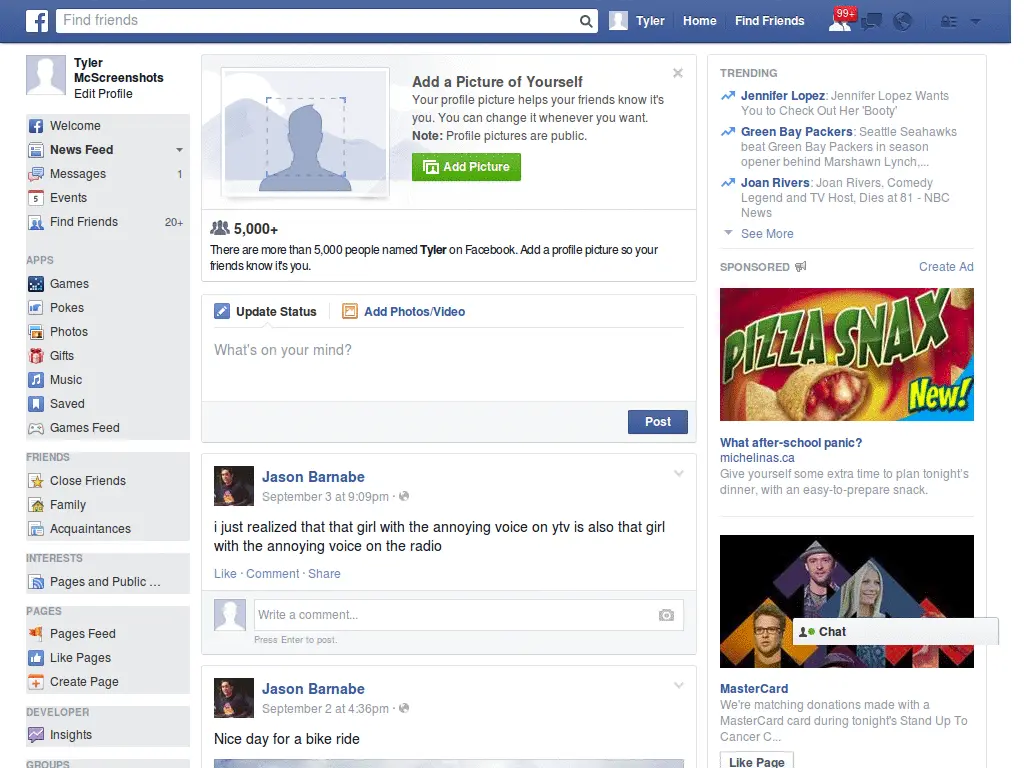 Find friends
Tyler
Home
Find Friends
99+
Tyler
McScreenshots
Edit Profile
Welcome
News Feed
Messages 1
5 Events
Find Friends 20+
APPS
Games
Pokes
Photos
Gifts
Music
Saved
Games Feed
FRIENDS
Close Friends
Family
Acquaintances
INTERESTS
Pages and Public ...
PAGES
Pages Feed
Like Pages
Create Page
DEVELOPER
Insights
GROUPS
Add a Picture of Yourself
Your profile picture helps your friends know it's
you. You can change it whenever you want.
Note: Profile pictures are public.
Add Picture
5,000+
There are more than 5,000 people named Tyler on Facebook. Add a profile picture so your
friends know it's you.
Update Status
Add Photos/Video
What's on your mind?
Post
Jason Barnabe
September 3 at 9:09pm ·
i just realized that that girl with the annoying voice on ytv is also that girl
with the annoying voice on the radio
Like · Comment · Share
Write a comment...
Press Enter to post.
Jason Barnabe
September 2 at 4:36pm ·
Nice day for a bike ride
TRENDING
Jennifer Lopez: Jennifer Lopez Wants
You to Check Out Her 'Booty'
Green Bay Packers: Seattle Seahawks
beat Green Bay Packers in season
opener behind Marshawn Lynch,...
Joan Rivers: Joan Rivers, Comedy
Legend and TV Host, Dies at 81 - NBC
News
See More
SPONSORED
Create Ad
PIZZA SNAX
New!
What after-school panic?
michelinas.ca
Give yourself some extra time to plan tonight's
dinner, with an easy-to-prepare snack.
Chat
MasterCard
We're matching donations made with a
MasterCard card during tonight's Stand Up To
Cancer C...
Like Page